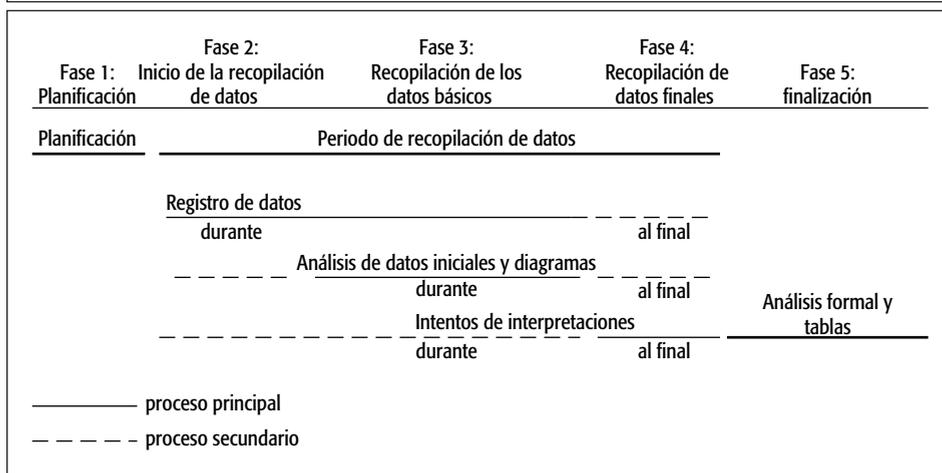 Fase 2:
Fase 3:
Fase 4:
Fase 1:
Inicio de la recopilación
Recopilación de los
Recopilación de
Fase 5:
Planificación
de datos
datos básicos
datos finales
finalización
Planificación
Periodo de recopilación de datos
Registro de datos
durante
al final
Análisis de datos iniciales y diagramas
durante
al final
Análisis formal y
tablas
Intentos de interpretaciones
durante
al final
proceso principal
proceso secundario